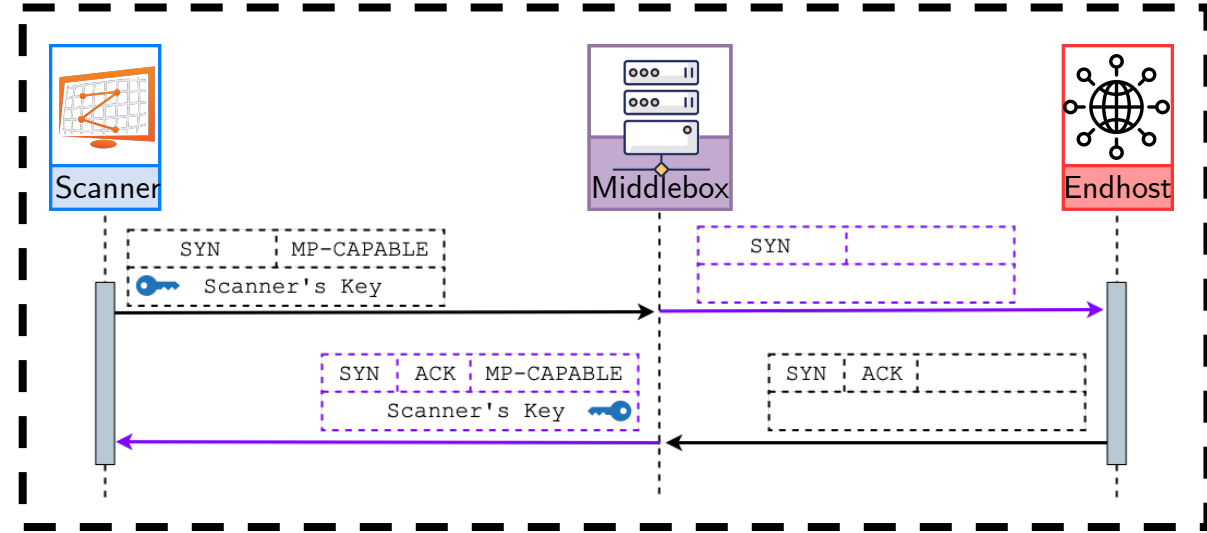 Scanner
Middlebox
Endhost
SYN MP-CAPABLE
Scanner's Key
SYN
SYN ACK MP-CAPABLE
Scanner's Key
SYN ACK